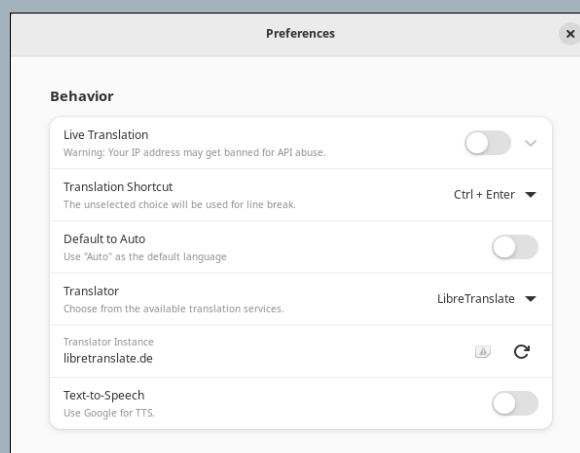 Preferences
Behavior
Live Translation
Warning: Your IP address may get banned for API abuse.
Translation Shortcut
Ctrl + Enter
The unselected choice will be used for line break.
Default to Auto
Use "Auto" as the default language
Translator
LibreTranslate
Choose from the available translation services.
Translator Instance
libretranslate.de
Text-to-Speech
Use Google for TTS.